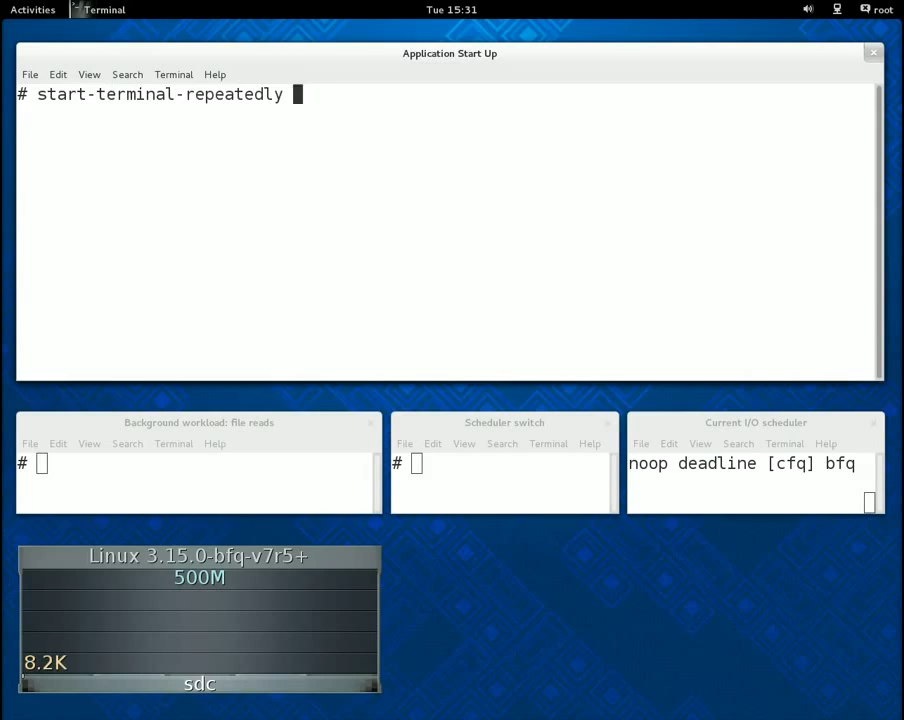 Activities Terminal Tue 15:31 root
Application Start Up
File Edit View Search Terminal Help
# start-terminal-repeatedly
Background workload: file reads
File Edit View Search Terminal Help
#
Scheduler switch
File Edit View Search Terminal Help
#
Current I/O scheduler
File Edit View Search Terminal Help
noop deadline [cfq] bfq
Linux 3.15.0-bfq-v7r5+
500M
8.2K
sdc